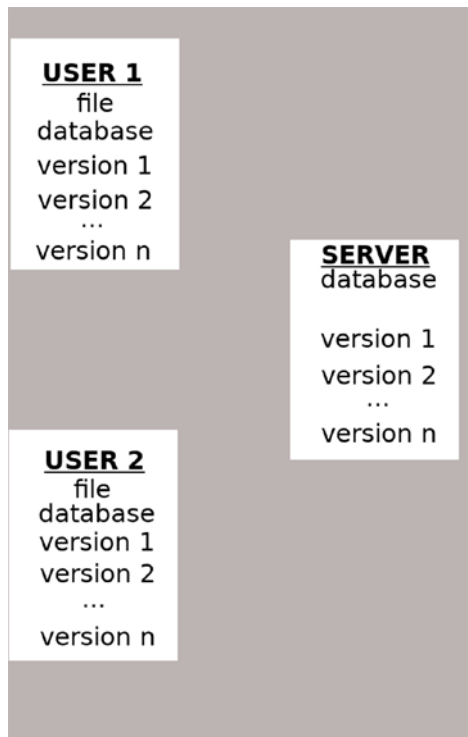 USER 1
file
database
version 1
version 2
...
version n
SERVER
database
version 1
version 2
...
version n
USER 2
file
database
version 1
version 2
...
version n